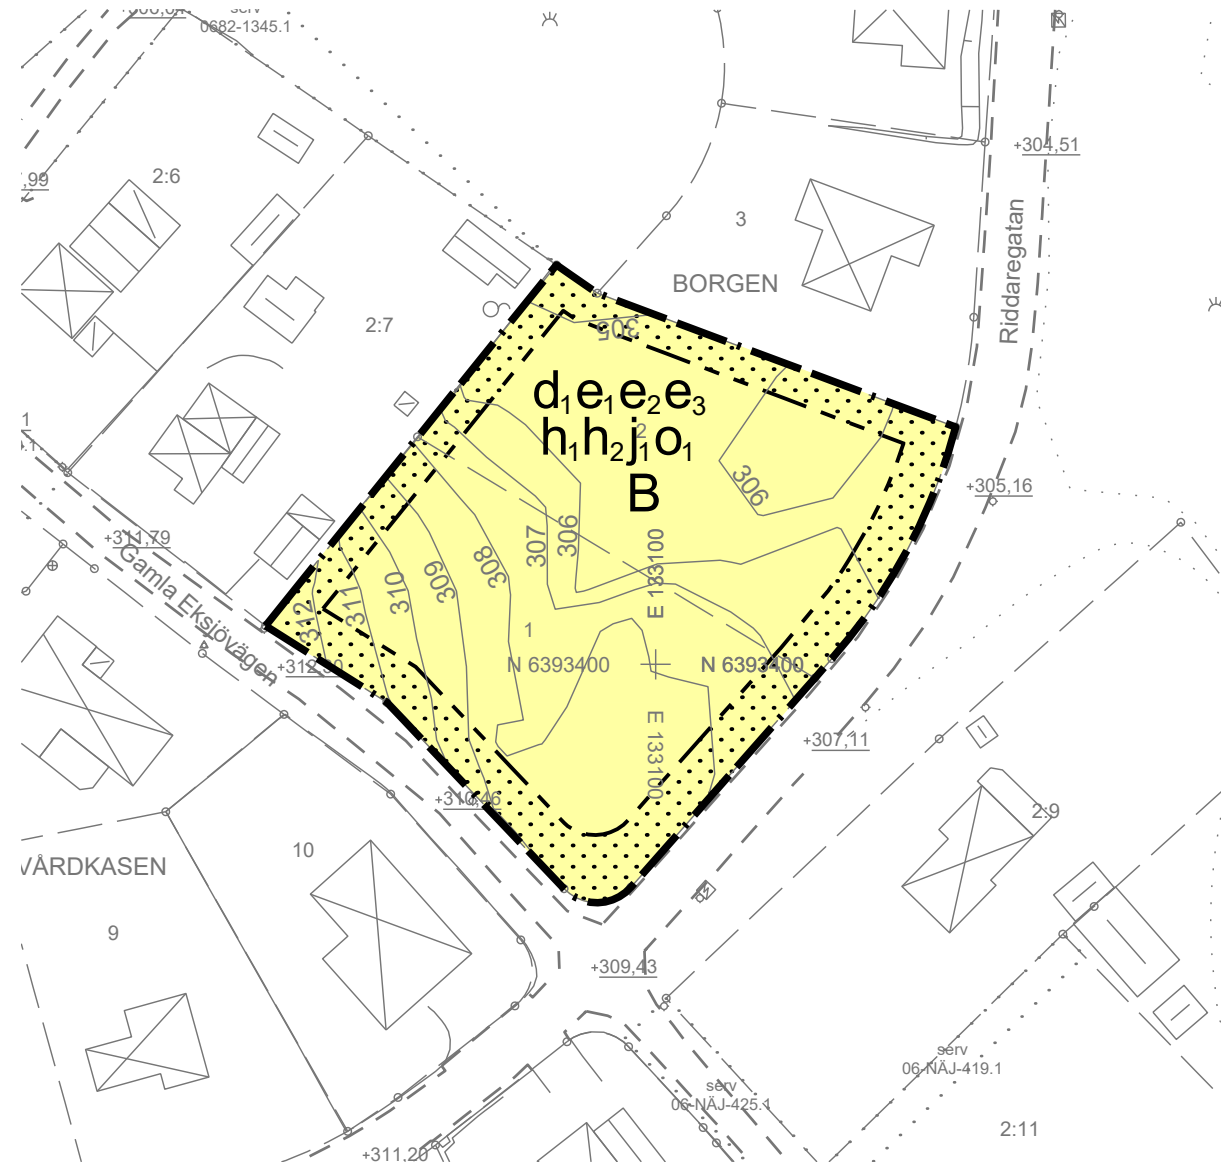 serv
0682-1345.1
+304,51
,99
2:6
3
BORGEN
Riddaregatan
305
2:7
d₁e₁e₂e₃
2
h₁h₂j₁o₁
B
306
+305,16
1
+311,79
Gamla Eksjövägen
307
306
308
309
310
311
312
E 133100
1
N 6393400
N 6393400
E 133100
+307,11
+310,46
2:9
VÅRDKASEN
10
9
+309,43
serv
06-NÄJ-419.1
serv
06-NÄJ-425.1
2:11
+311,20